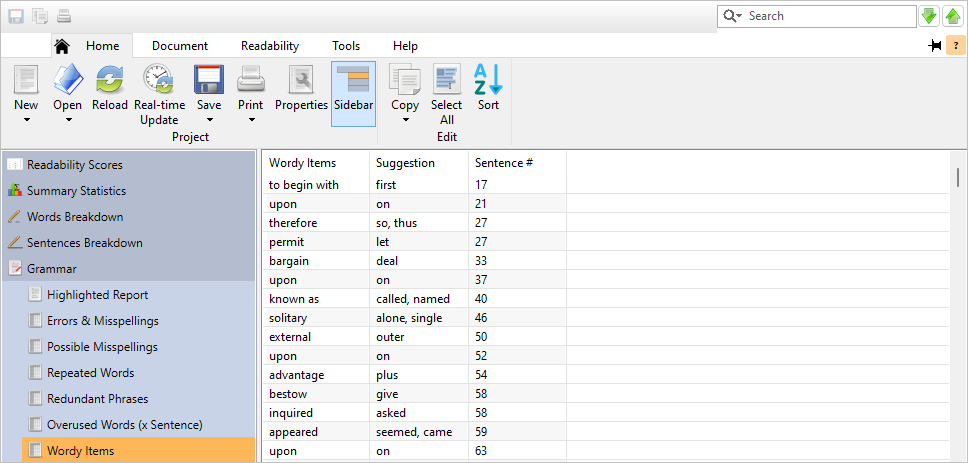 Search
?
Home Document Readability Tools Help
New Open Reload Real-time Update Save Print Properties Sidebar Copy Select All Sort
Project Edit
Readability Scores
Summary Statistics
Words Breakdown
Sentences Breakdown
Grammar
Highlighted Report
Errors & Misspellings
Possible Misspellings
Repeated Words
Redundant Phrases
Overused Words (x Sentence)
Wordy Items
Wordy Items Suggestion Sentence #
to begin with first 17
upon on 21
therefore so, thus 27
permit let 27
bargain deal 33
upon on 37
known as called, named 40
solitary alone, single 46
external outer 50
upon on 52
advantage plus 54
bestow give 58
inquired asked 58
appeared seemed, came 59
upon on 63